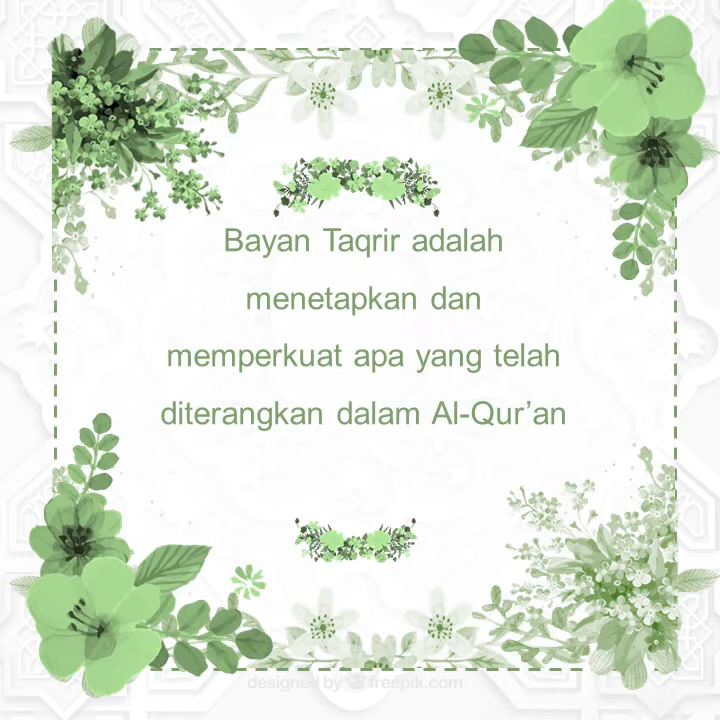 Bayan Taqrir adalah
menetapkan dan
memperkuat apa yang telah
diterangkan dalam Al-Qur’an
designed by freepik.com